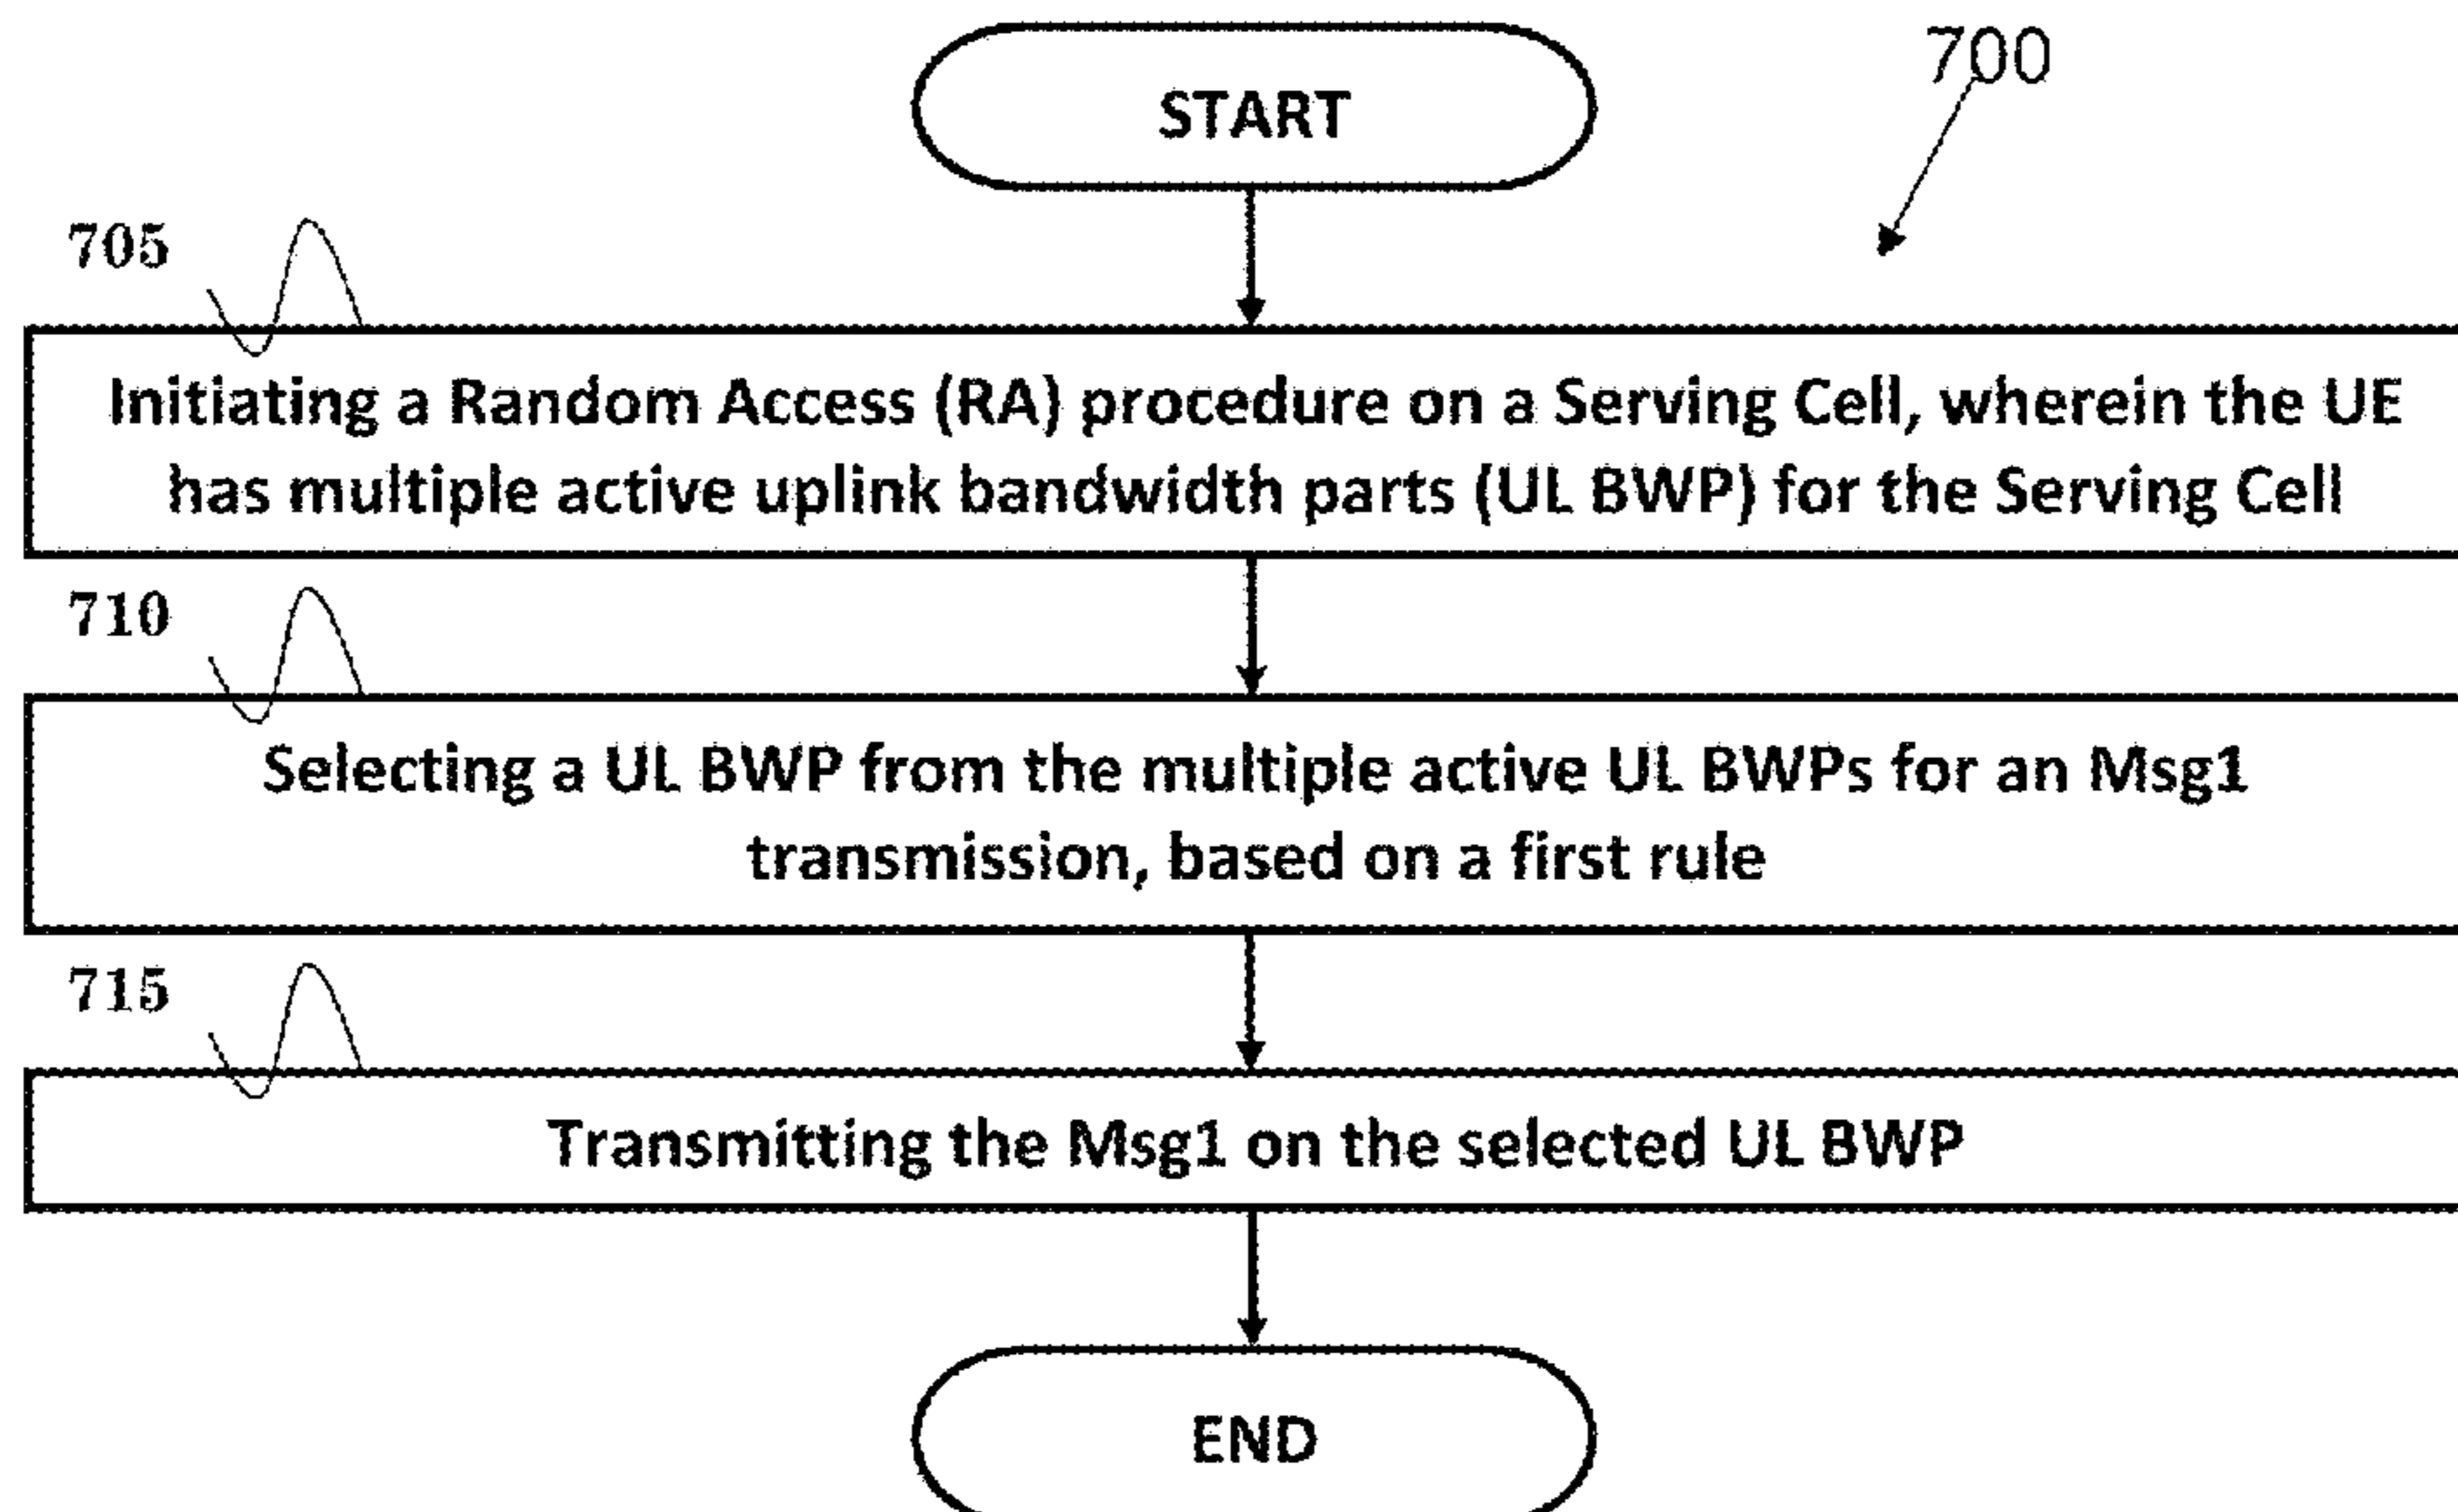 START
700
705
Initiating a Random Access (RA) procedure on a Serving Cell, wherein the UE
has multiple active uplink bandwidth parts (UL BWP) for the Serving Cell
710
Selecting a UL BWP from the multiple active UL BWPs for an Msg1
transmission, based on a first rule
715
Transmitting the Msg1 on the selected UL BWP
END